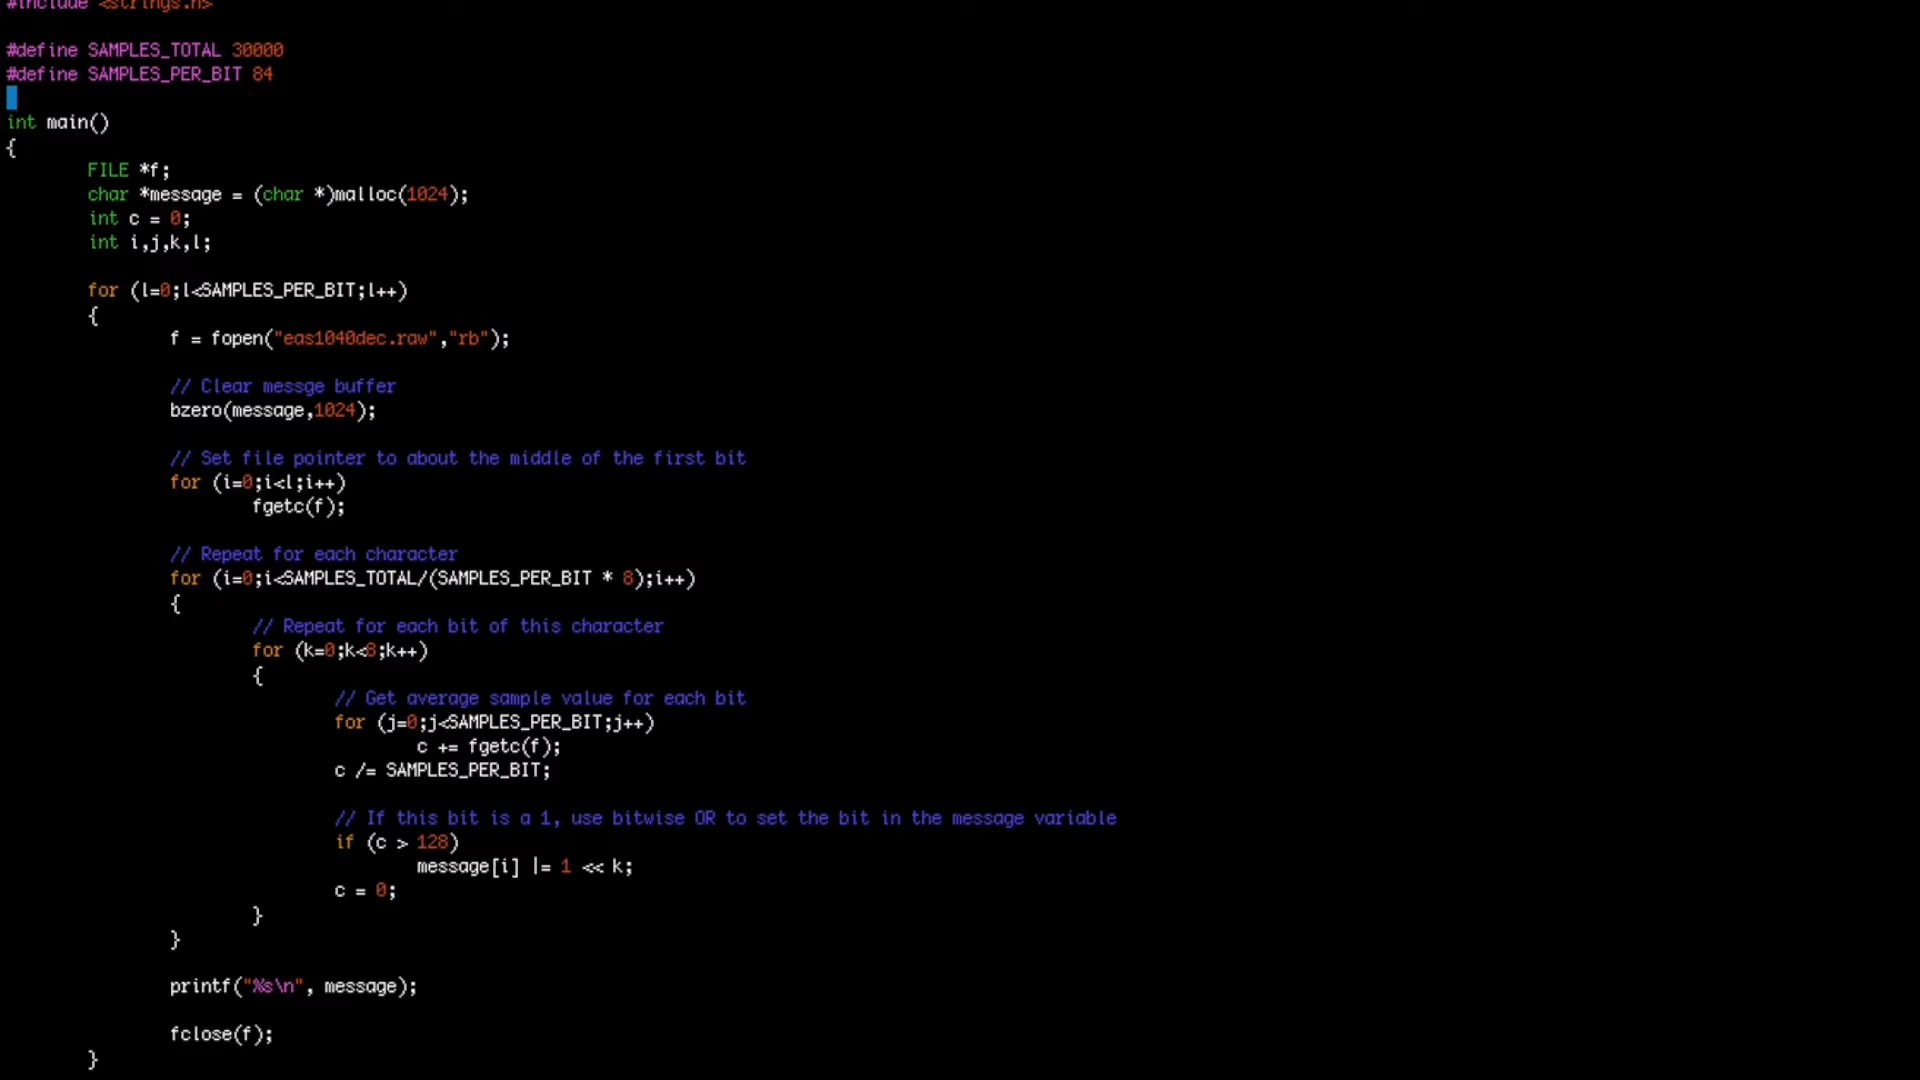 #include <strings.h>
#define SAMPLES_TOTAL 30000
#define SAMPLES_PER_BIT 84
int main()
{
FILE *f;
char *message = (char *)malloc(1024);
int c = 0;
int i,j,k,l;
for (l=0;l<SAMPLES_PER_BIT;l++)
{
f = fopen("eas1040dec.raw","rb");
// Clear messge buffer
bzero(message,1024);
// Set file pointer to about the middle of the first bit
for (i=0;i<l;i++)
fgetc(f);
// Repeat for each character
for (i=0;i<SAMPLES_TOTAL/(SAMPLES_PER_BIT * 8);i++)
{
// Repeat for each bit of this character
for (k=0;k<8;k++)
{
// Get average sample value for each bit
for (j=0;j<SAMPLES_PER_BIT;j++)
c += fgetc(f);
c /= SAMPLES_PER_BIT;
// If this bit is a 1, use bitwise OR to set the bit in the message variable
if (c > 128)
message[i] |= 1 << k;
c = 0;
}
}
printf("%s\n", message);
fclose(f);
}